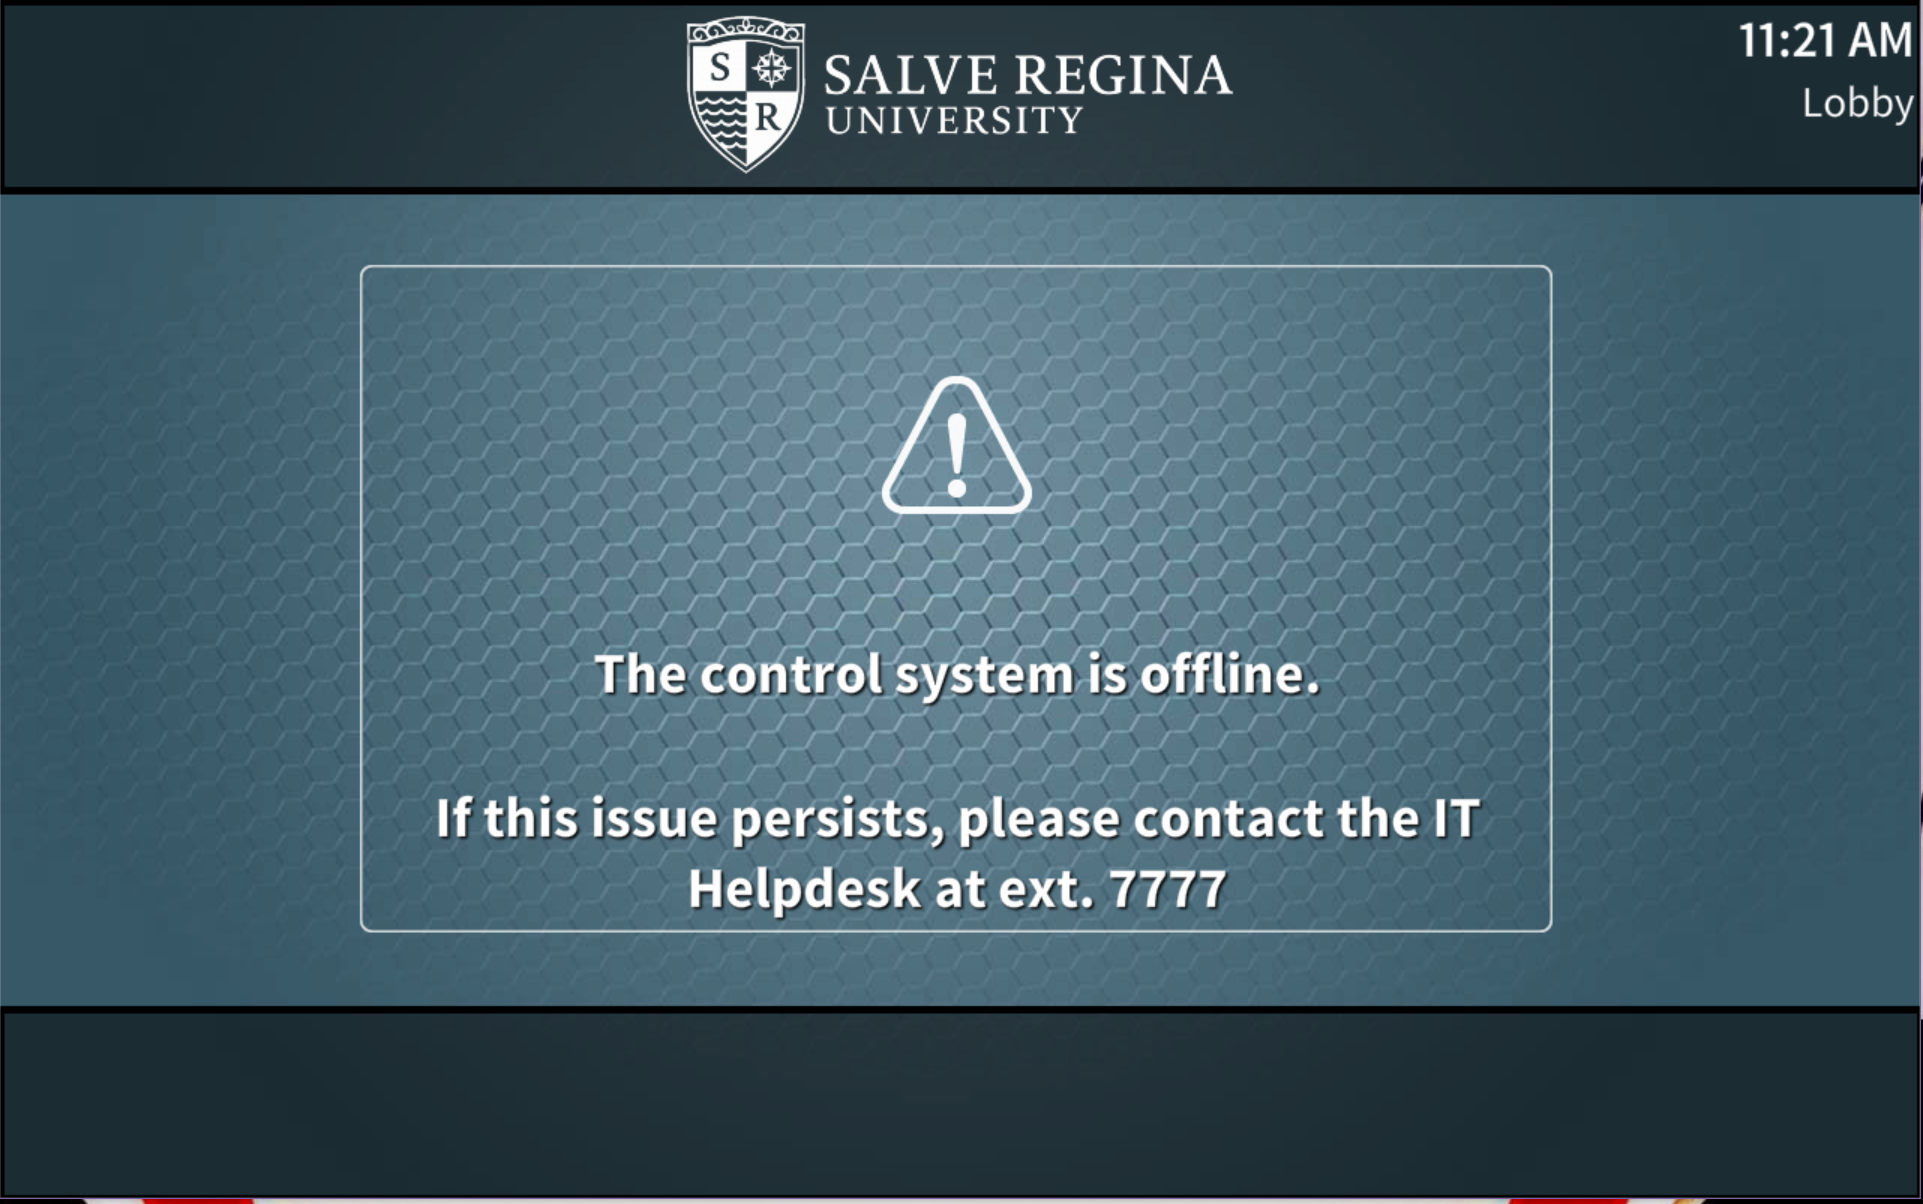 S
R
SALVE REGINA
UNIVERSITY
11:21 AM
Lobby
The control system is offline.
If this issue persists, please contact the IT
Helpdesk at ext. 7777